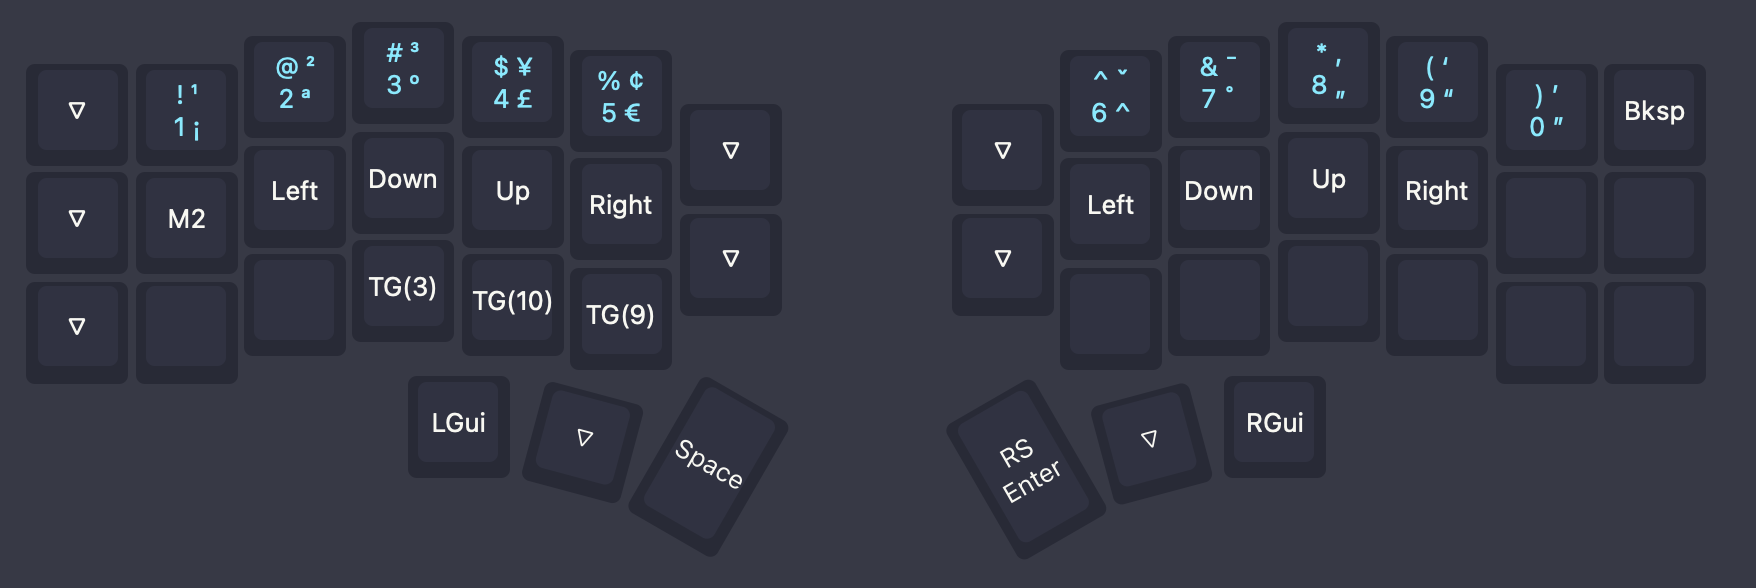 ▽
! ¹
1 ¡
@ ²
2 ª
# ³
3 º
$ ¥
4 £
% ¢
5 €
▽
▽
^ ˇ
6 ^
& ¯
7 °
* ‚
8 „
( ‘
9 “
) ’
0 ”
Bksp
▽
M2
Left
Down
Up
Right
▽
▽
Left
Down
Up
Right
▽
TG(3)
TG(10)
TG(9)
LGui
▽
Space
RS
Enter
▽
RGui